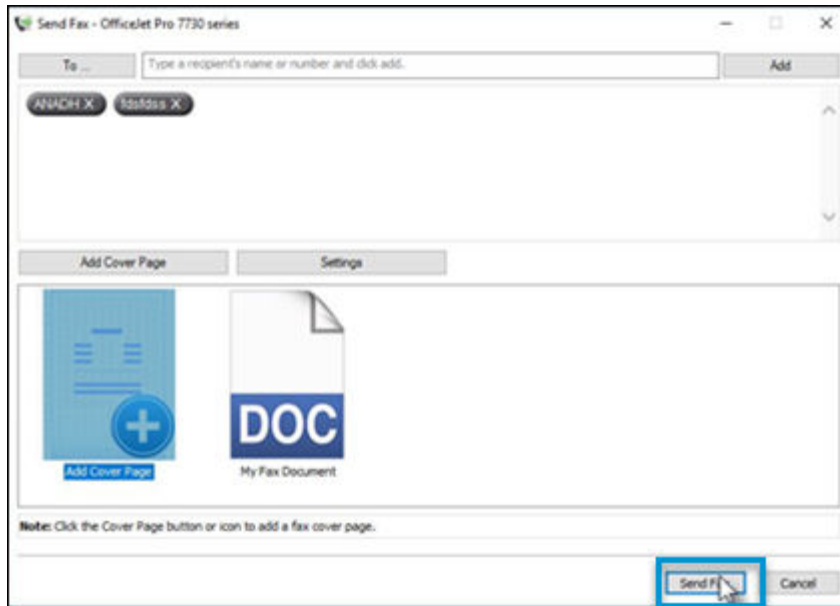 Send Fax - OfficeJet Pro 7730 series
To ... Type a recipient's name or number and click add. Add
ANADH X fdsfdss X
Add Cover Page Settings
DOC
Add Cover Page My Fax Document
Note: Click the Cover Page button or icon to add a fax cover page.
Send Cancel